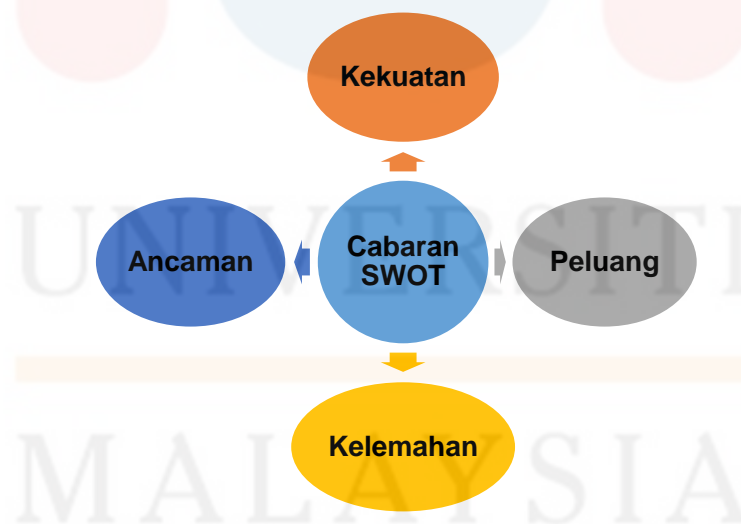 Kekuatan
Ancaman
Cabaran
SWOT
Peluang
Kelemahan
UNIVERSITI
MALAYSIA